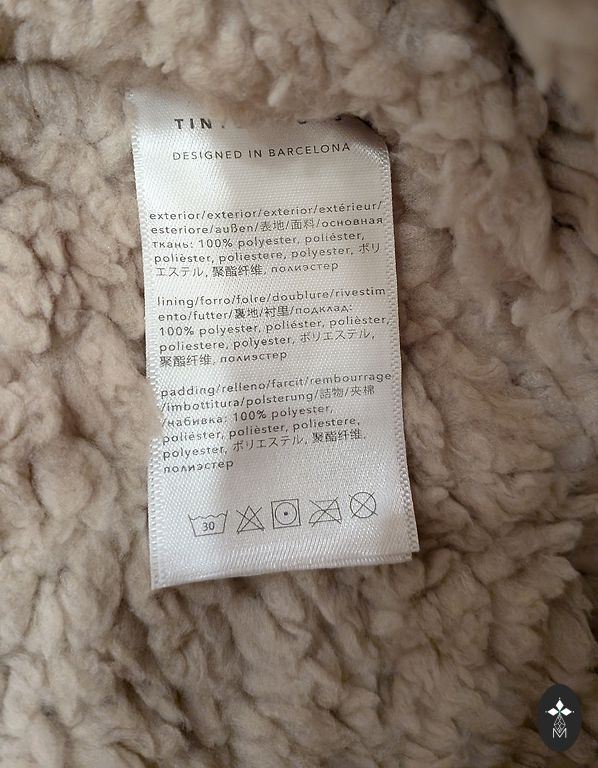 DESIGNED IN BARCELONA
exterior/exterior/exterior/extérieur/
esteriore/außen/表地/面料/основная
ткань: 100% polyester, poliéster,
polièster, poliestere, polyester, ポリ
エステル, 聚酯纤维, полиэстер
lining/forro/folre/doublure/rivestim
ento/futter/裏地/衬里/подклад:
100% polyester, poliéster, polièster,
poliestere, polyester, ポリエステル,
聚酯纤维, полиэстер
padding/relleno/farcit/rembourrage
/imbottitura/polsterung/詰物/夹棉
/набивка: 100% polyester,
poliéster, polièster, poliestere,
polyester, ポリエステル, 聚酯纤维,
полиэстер
30
M